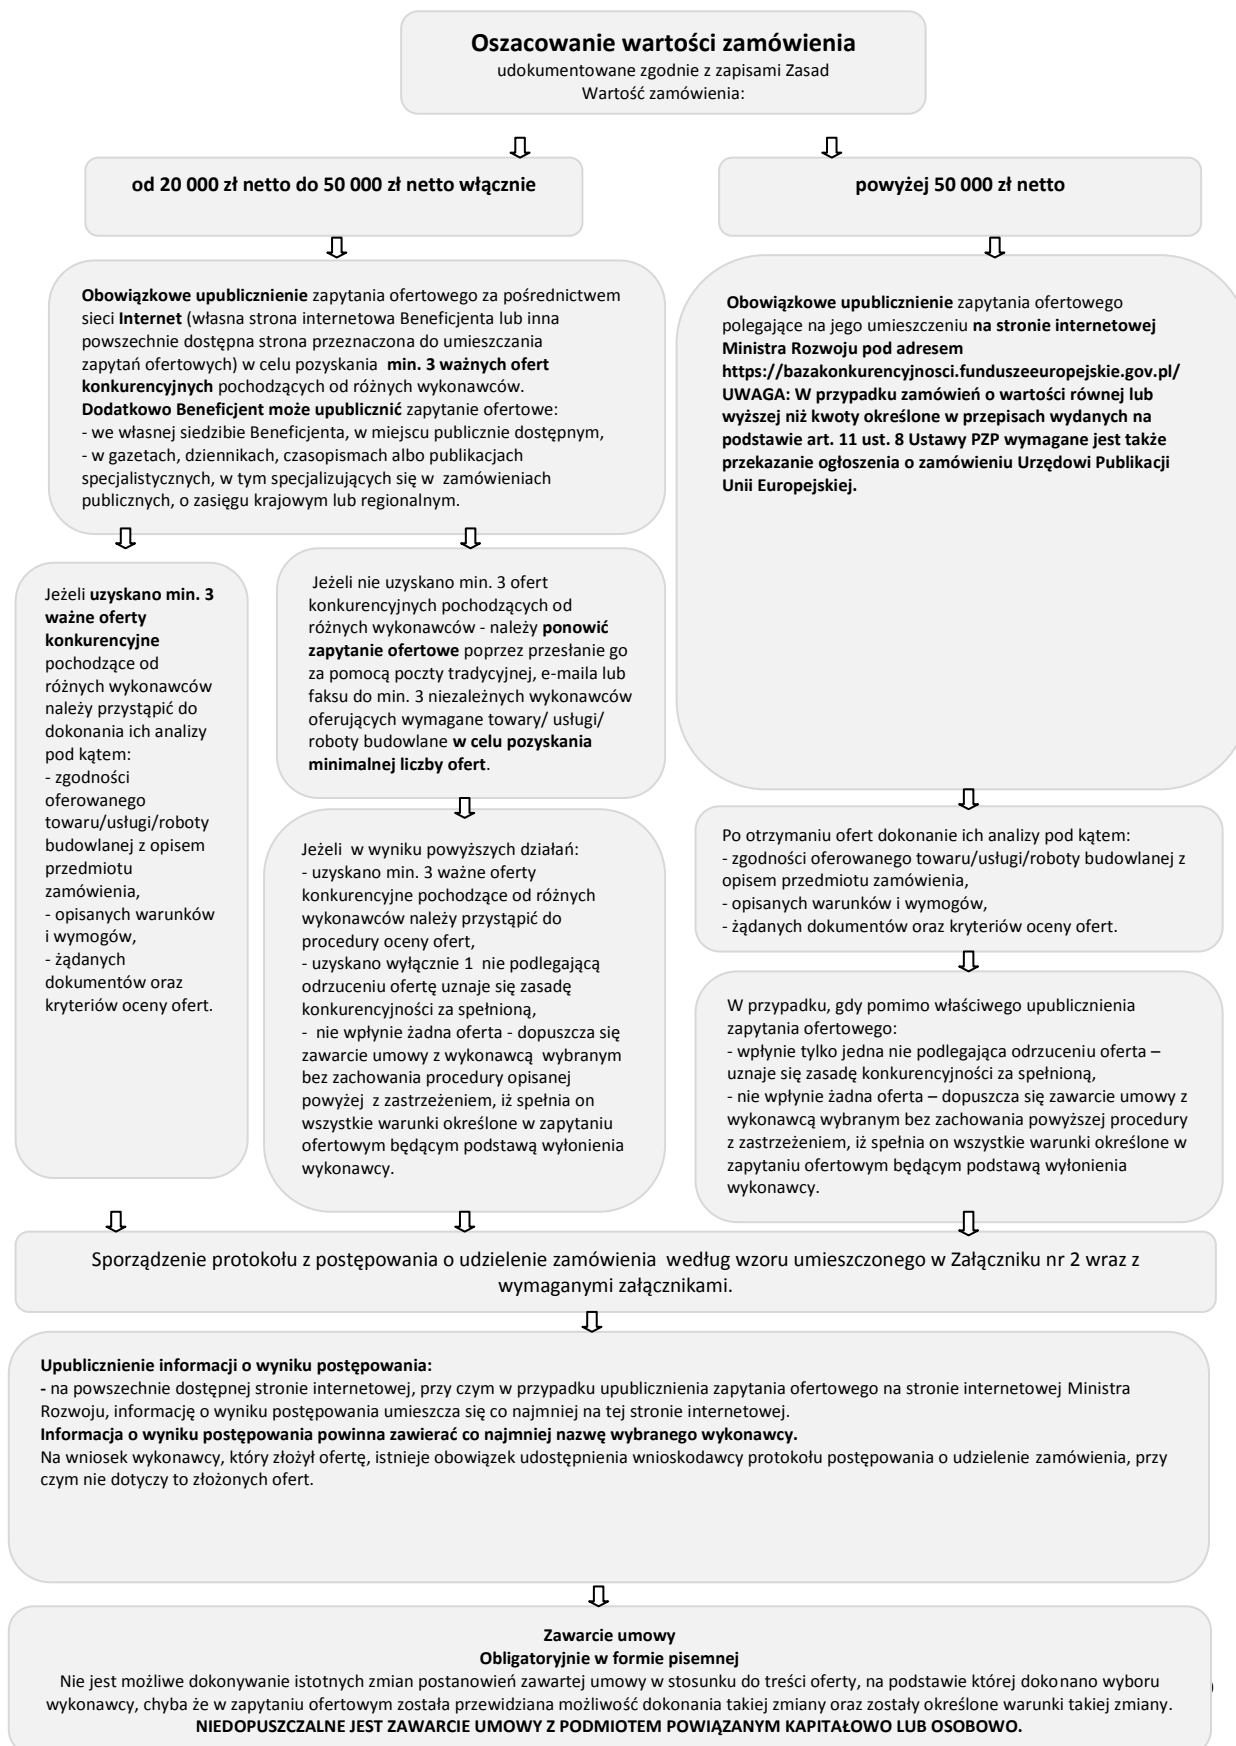 Oszacowanie wartości zamówienia
udokumentowane zgodnie z zapisami Zasad
Wartość zamówienia:
od 20 000 zł netto do 50 000 zł netto włącznie
powyżej 50 000 zł netto
Obowiązkowe upublicznienie zapytania ofertowego za pośrednictwem
sieci Internet (własna strona internetowa Beneficjenta lub inna
powszechnie dostępna strona przeznaczona do umieszczania
zapytań ofertowych) w celu pozyskania min. 3 ważnych ofert
konkurencyjnych pochodzących od różnych wykonawców.
Dodatkowo Beneficjent może upublicznić zapytanie ofertowe:
- we własnej siedzibie Beneficjenta, w miejscu publicznie dostępnym,
- w gazetach, dziennikach, czasopismach albo publikacjach
specjalistycznych, w tym specjalizujących się w zamówieniach
publicznych, o zasięgu krajowym lub regionalnym.
Obowiązkowe upublicznienie zapytania ofertowego
polegające na jego umieszczeniu na stronie internetowej
Ministra Rozwoju pod adresem
https://bazakonkurencyjnosci.funduszeeuropejskie.gov.pl/
UWAGA: W przypadku zamówień o wartości równej lub
wyższej niż kwoty określone w przepisach wydanych na
podstawie art. 11 ust. 8 Ustawy PZP wymagane jest także
przekazanie ogłoszenia o zamówieniu Urzędowi Publikacji
Unii Europejskiej.
Jeżeli uzyskano min. 3
ważne oferty
konkurencyjne
pochodzące od
różnych wykonawców
należy przystąpić do
dokonania ich analizy
pod kątem:
- zgodności
oferowanego
towaru/usługi/roboty
budowlanej z opisem
przedmiotu
zamówienia,
- opisanych warunków
i wymogów,
- żądanych
dokumentów oraz
kryteriów oceny ofert.
Jeżeli nie uzyskano min. 3 ofert
konkurencyjnych pochodzących od
różnych wykonawców - należy ponowić
zapytanie ofertowe poprzez przesłanie go
za pomocą poczty tradycyjnej, e-maila lub
faksu do min. 3 niezależnych wykonawców
oferujących wymagane towary/ usługi/
roboty budowlane w celu pozyskania
minimalnej liczby ofert.
Jeżeli w wyniku powyższych działań:
- uzyskano min. 3 ważne oferty
konkurencyjne pochodzące od różnych
wykonawców należy przystąpić do
procedury oceny ofert,
- uzyskano wyłącznie 1 nie podlegającą
odrzuceniu ofertę uznaje się zasadę
konkurencyjności za spełnioną,
- nie wpłynie żadna oferta - dopuszcza się
zawarcie umowy z wykonawcą wybranym
bez zachowania procedury opisanej
powyżej z zastrzeżeniem, iż spełnia on
wszystkie warunki określone w zapytaniu
ofertowym będącym podstawą wyłonienia
wykonawcy.
Po otrzymaniu ofert dokonanie ich analizy pod kątem:
- zgodności oferowanego towaru/usługi/roboty budowlanej z
opisem przedmiotu zamówienia,
- opisanych warunków i wymogów,
- żądanych dokumentów oraz kryteriów oceny ofert.
W przypadku, gdy pomimo właściwego upublicznienia
zapytania ofertowego:
- wpłynie tylko jedna nie podlegająca odrzuceniu oferta –
uznaje się zasadę konkurencyjności za spełnioną,
- nie wpłynie żadna oferta – dopuszcza się zawarcie umowy z
wykonawcą wybranym bez zachowania powyższej procedury
z zastrzeżeniem, iż spełnia on wszystkie warunki określone w
zapytaniu ofertowym będącym podstawą wyłonienia
wykonawcy.
Sporządzenie protokołu z postępowania o udzielenie zamówienia według wzoru umieszczonego w Załączniku nr 2 wraz z
wymaganymi załącznikami.
Upublicznienie informacji o wyniku postępowania:
- na powszechnie dostępnej stronie internetowej, przy czym w przypadku upublicznienia zapytania ofertowego na stronie internetowej Ministra
Rozwoju, informację o wyniku postępowania umieszcza się co najmniej na tej stronie internetowej.
Informacja o wyniku postępowania powinna zawierać co najmniej nazwę wybranego wykonawcy.
Na wniosek wykonawcy, który złożył ofertę, istnieje obowiązek udostępnienia wnioskodawcy protokołu postępowania o udzielenie zamówienia, przy
czym nie dotyczy to złożonych ofert.
Zawarcie umowy
Obligatoryjnie w formie pisemnej
Nie jest możliwe dokonywanie istotnych zmian postanowień zawartej umowy w stosunku do treści oferty, na podstawie której dokonano wyboru
wykonawcy, chyba że w zapytaniu ofertowym została przewidziana możliwość dokonania takiej zmiany oraz zostały określone warunki takiej zmiany.
NIEDOPUSZCZALNE JEST ZAWARCIE UMOWY Z PODMIOTEM POWIĄZANYM KAPITAŁOWO LUB OSOBOWO.